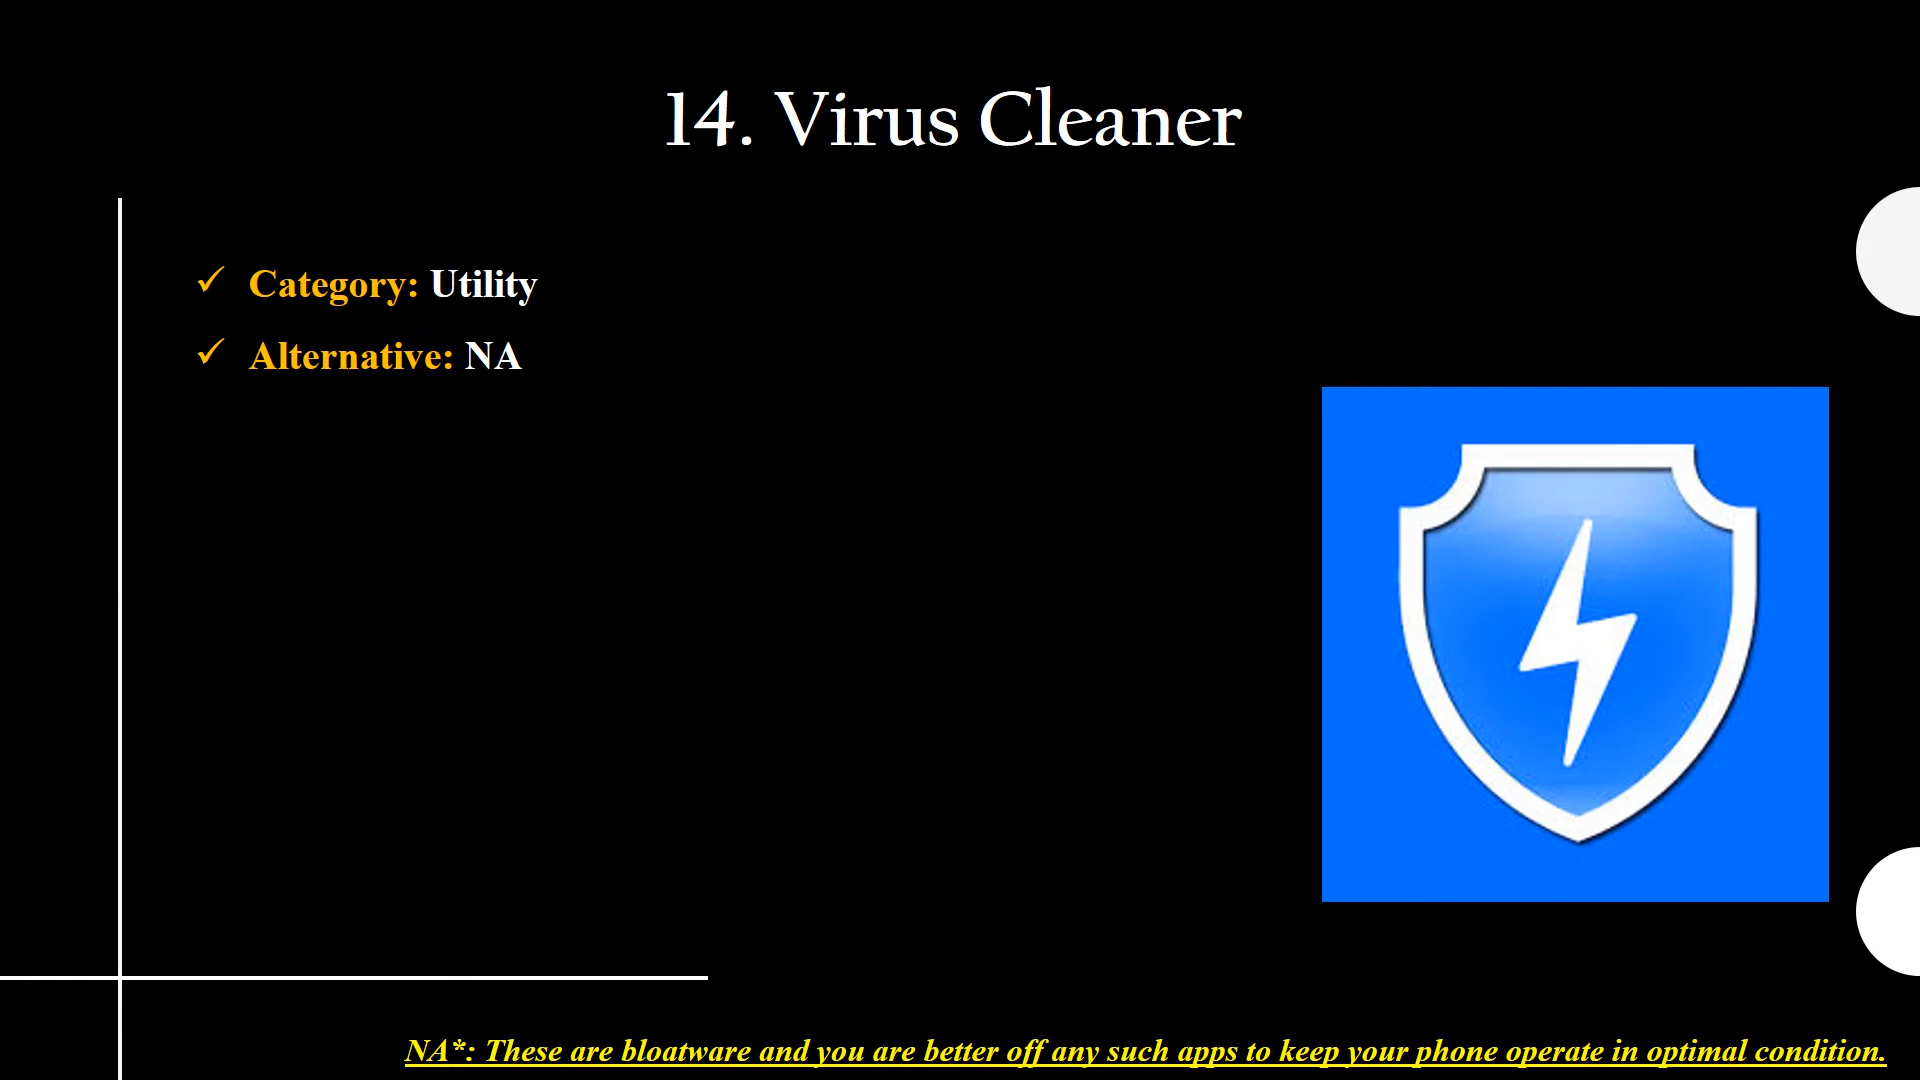 14. Virus Cleaner
✓ Category: Utility
✓ Alternative: NA
NA*: These are bloatware and you are better off any such apps to keep your phone operate in optimal condition.